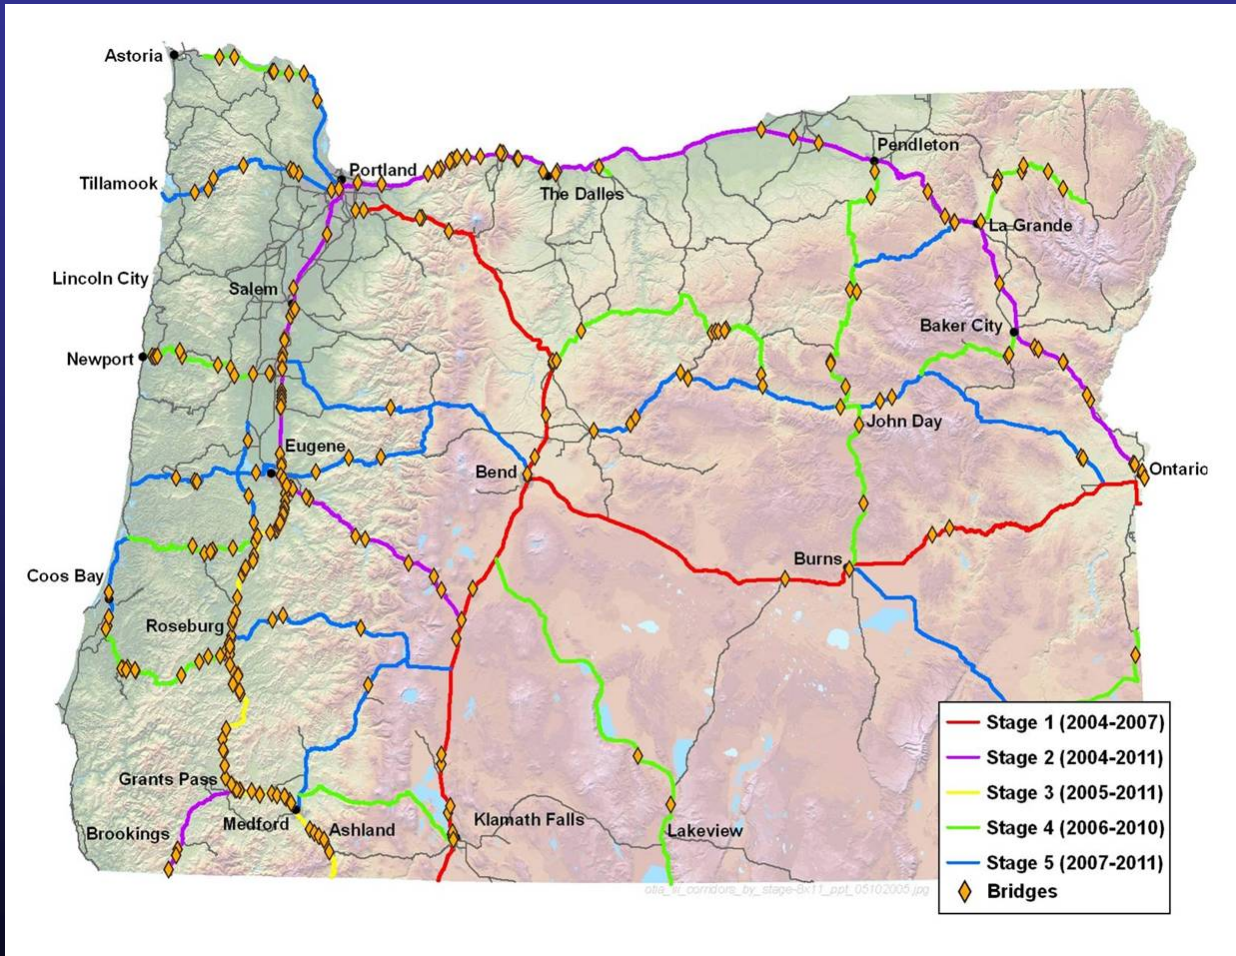 Astoria
Portland
Pendleton
Tillamook
The Dalles
La Grande
Lincoln City
Salem
Baker City
Newport
John Day
Eugene
Bend
Ontario
Burns
Coos Bay
Roseburg
Grants Pass
Medford
Ashland
Klamath Falls
Brookings
Lakeview
Stage 1 (2004-2007)
Stage 2 (2004-2011)
Stage 3 (2005-2011)
Stage 4 (2006-2010)
Stage 5 (2007-2011)
Bridges